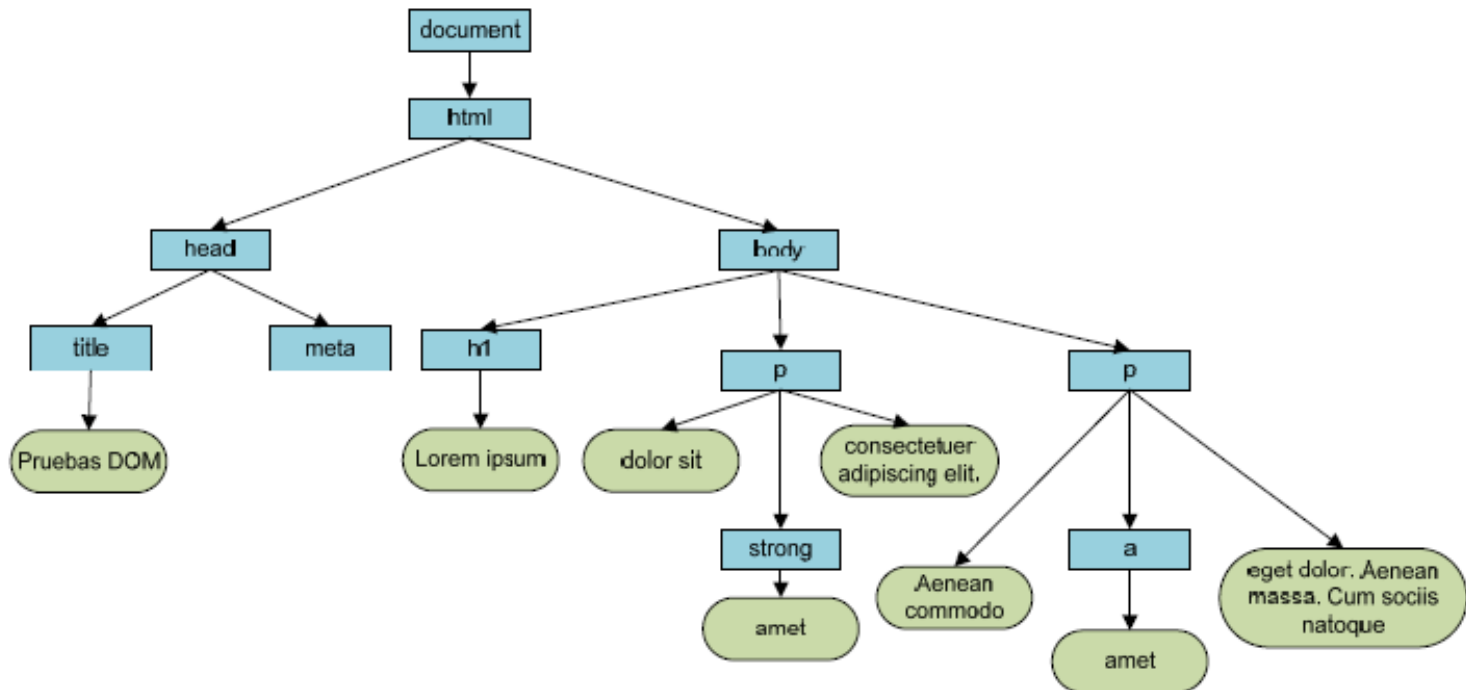 document
html
head
body
title
meta
h1
p
p
Pruebas DOM
Lorem ipsum
dolor sit
consectetuer
adipiscing elit.
strong
a
Aenean
commodo
eget dolor. Aenean
massa. Cum sociis
natoque
amet
amet